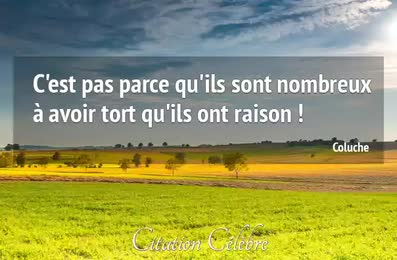 C'est pas parce qu'ils sont nombreux
à avoir tort qu'ils ont raison !
Coluche
Citation Célèbre